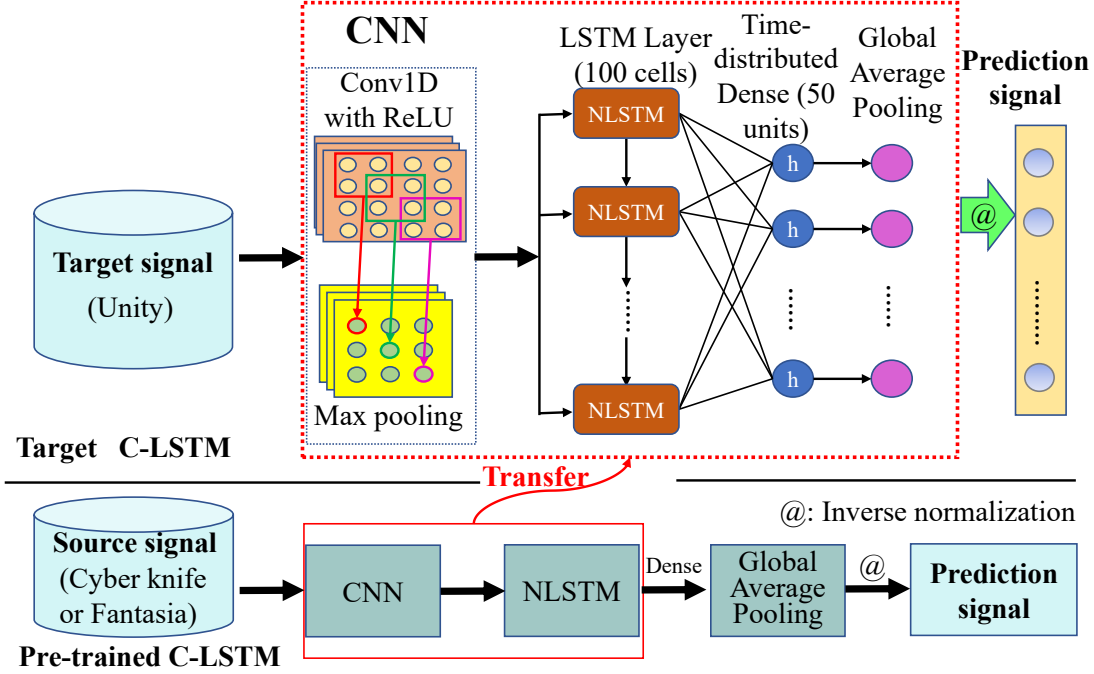 CNN
Conv1D
with ReLU
Max pooling
LSTM Layer
(100 cells)
NLSTM
NLSTM
NLSTM
Time-
distributed
Dense (50
units)
h
h
h
Global
Average
Pooling
@
Prediction
signal
Target signal
(Unity)
Target C-LSTM
Transfer
@: Inverse normalization
Source signal
(Cyber knife
or Fantasia)
CNN
NLSTM
Dense
Global
Average
Pooling
@
Prediction
signal
Pre-trained C-LSTM